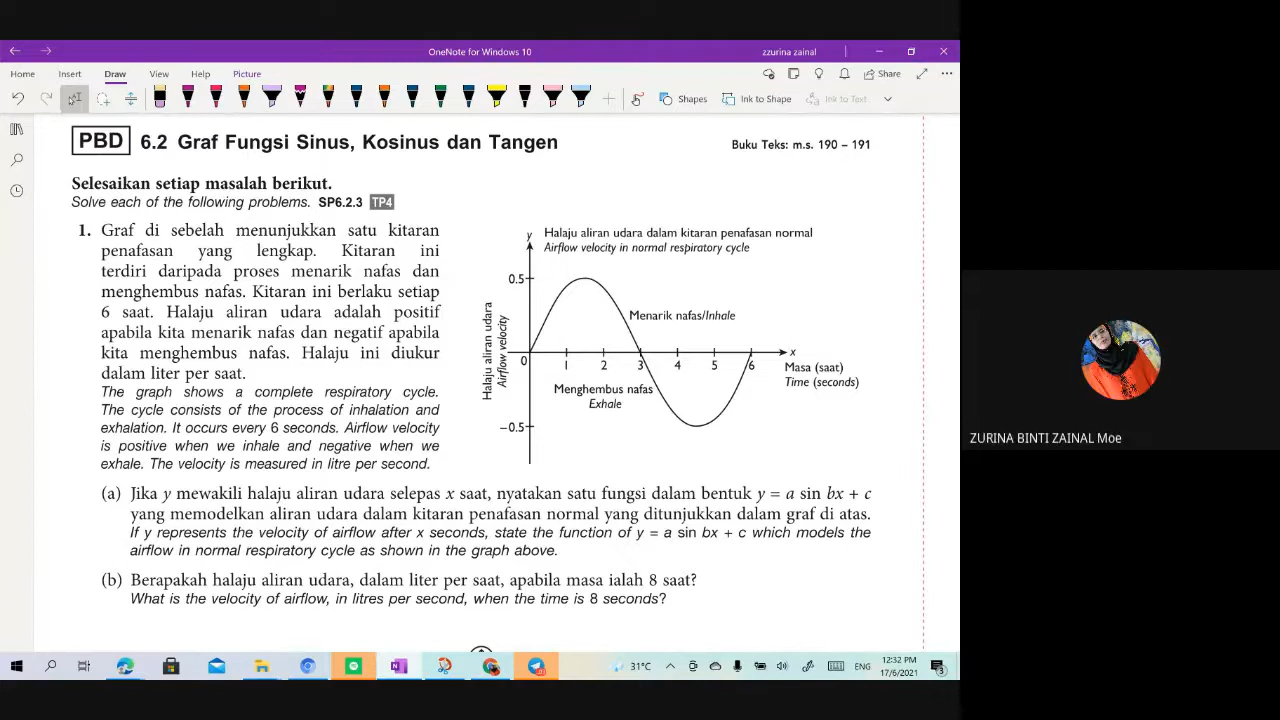 OneNote for Windows 10
zzurina zainal
Home Insert Draw View Help Picture
Share
Shapes Ink to Shape Ink to Text
PBD 6.2 Graf Fungsi Sinus, Kosinus dan Tangen
Buku Teks: m.s. 190 – 191
Selesaikan setiap masalah berikut.
Solve each of the following problems. SP6.2.3 TP4
1. Graf di sebelah menunjukkan satu kitaran
penafasan yang lengkap. Kitaran ini
terdiri daripada proses menarik nafas dan
menghembus nafas. Kitaran ini berlaku setiap
6 saat. Halaju aliran udara adalah positif
apabila kita menarik nafas dan negatif apabila
kita menghembus nafas. Halaju ini diukur
dalam liter per saat.
The graph shows a complete respiratory cycle.
The cycle consists of the process of inhalation and
exhalation. It occurs every 6 seconds. Airflow velocity
is positive when we inhale and negative when we
exhale. The velocity is measured in litre per second.
y
Halaju aliran udara dalam kitaran penafasan normal
Airflow velocity in normal respiratory cycle
0.5
Halaju aliran udara
Airflow velocity
Menarik nafas/Inhale
0 1 2 3 4 5 6
x
Masa (saat)
Time (seconds)
Menghembus nafas
Exhale
–0.5
(a) Jika y mewakili halaju aliran udara selepas x saat, nyatakan satu fungsi dalam bentuk y = a sin bx + c
yang memodelkan aliran udara dalam kitaran penafasan normal yang ditunjukkan dalam graf di atas.
If y represents the velocity of airflow after x seconds, state the function of y = a sin bx + c which models the
airflow in normal respiratory cycle as shown in the graph above.
(b) Berapakah halaju aliran udara, dalam liter per saat, apabila masa ialah 8 saat?
What is the velocity of airflow, in litres per second, when the time is 8 seconds?
ZURINA BINTI ZAINAL Moe
31°C
ENG
12:32 PM
17/6/2021